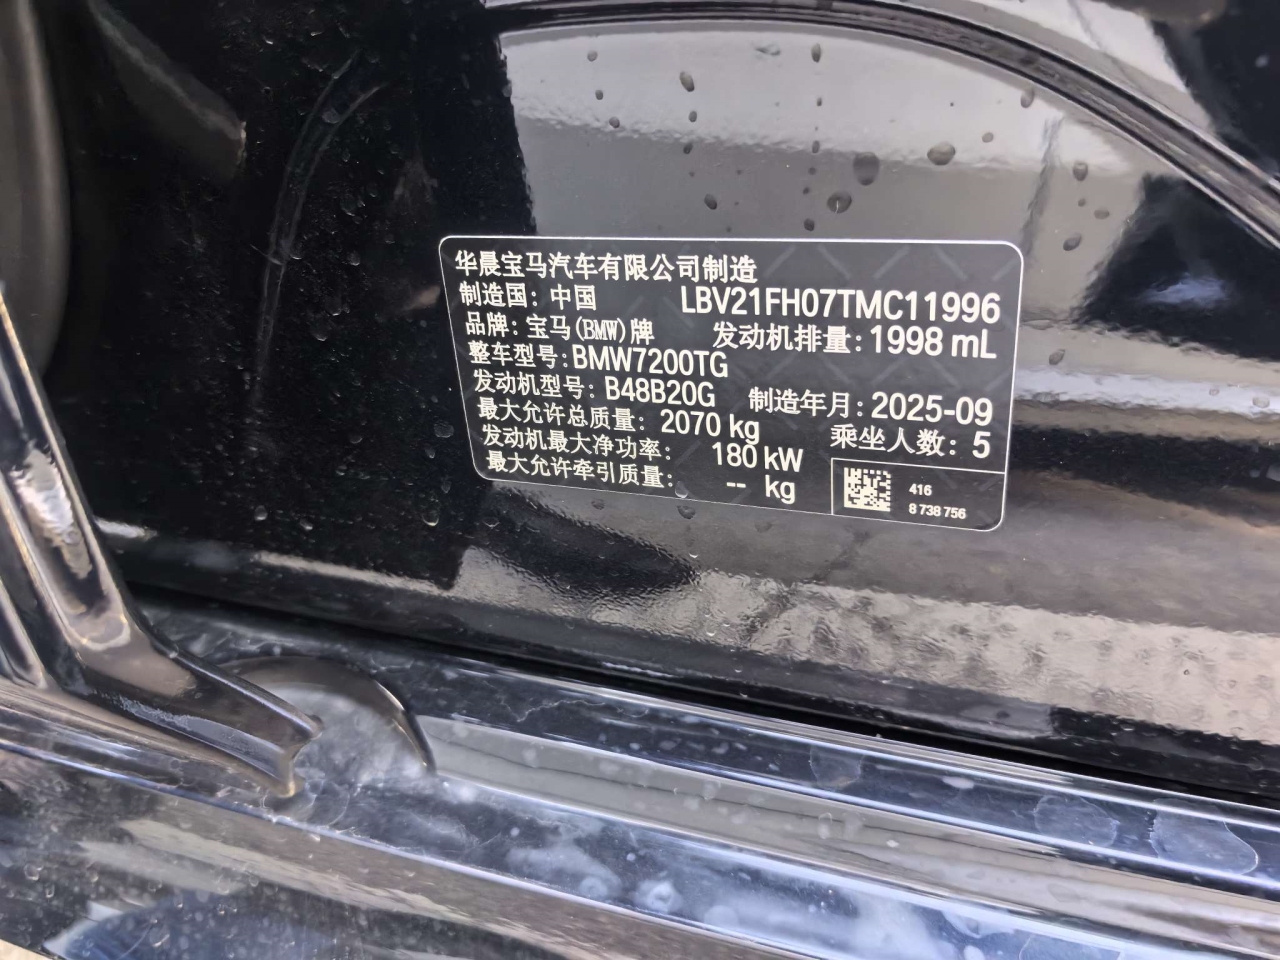 华晨宝马汽车有限公司制造
制造国：中国 LBV21FH07TMC11996
品牌：宝马(BMW)牌 发动机排量：1998 mL
整车型号：BMW7200TG
发动机型号：B48B20G 制造年月：2025-09
最大允许总质量：2070 kg 乘坐人数：5
发动机最大净功率：180 kW
最大允许牵引质量：-- kg
416
8 738 756